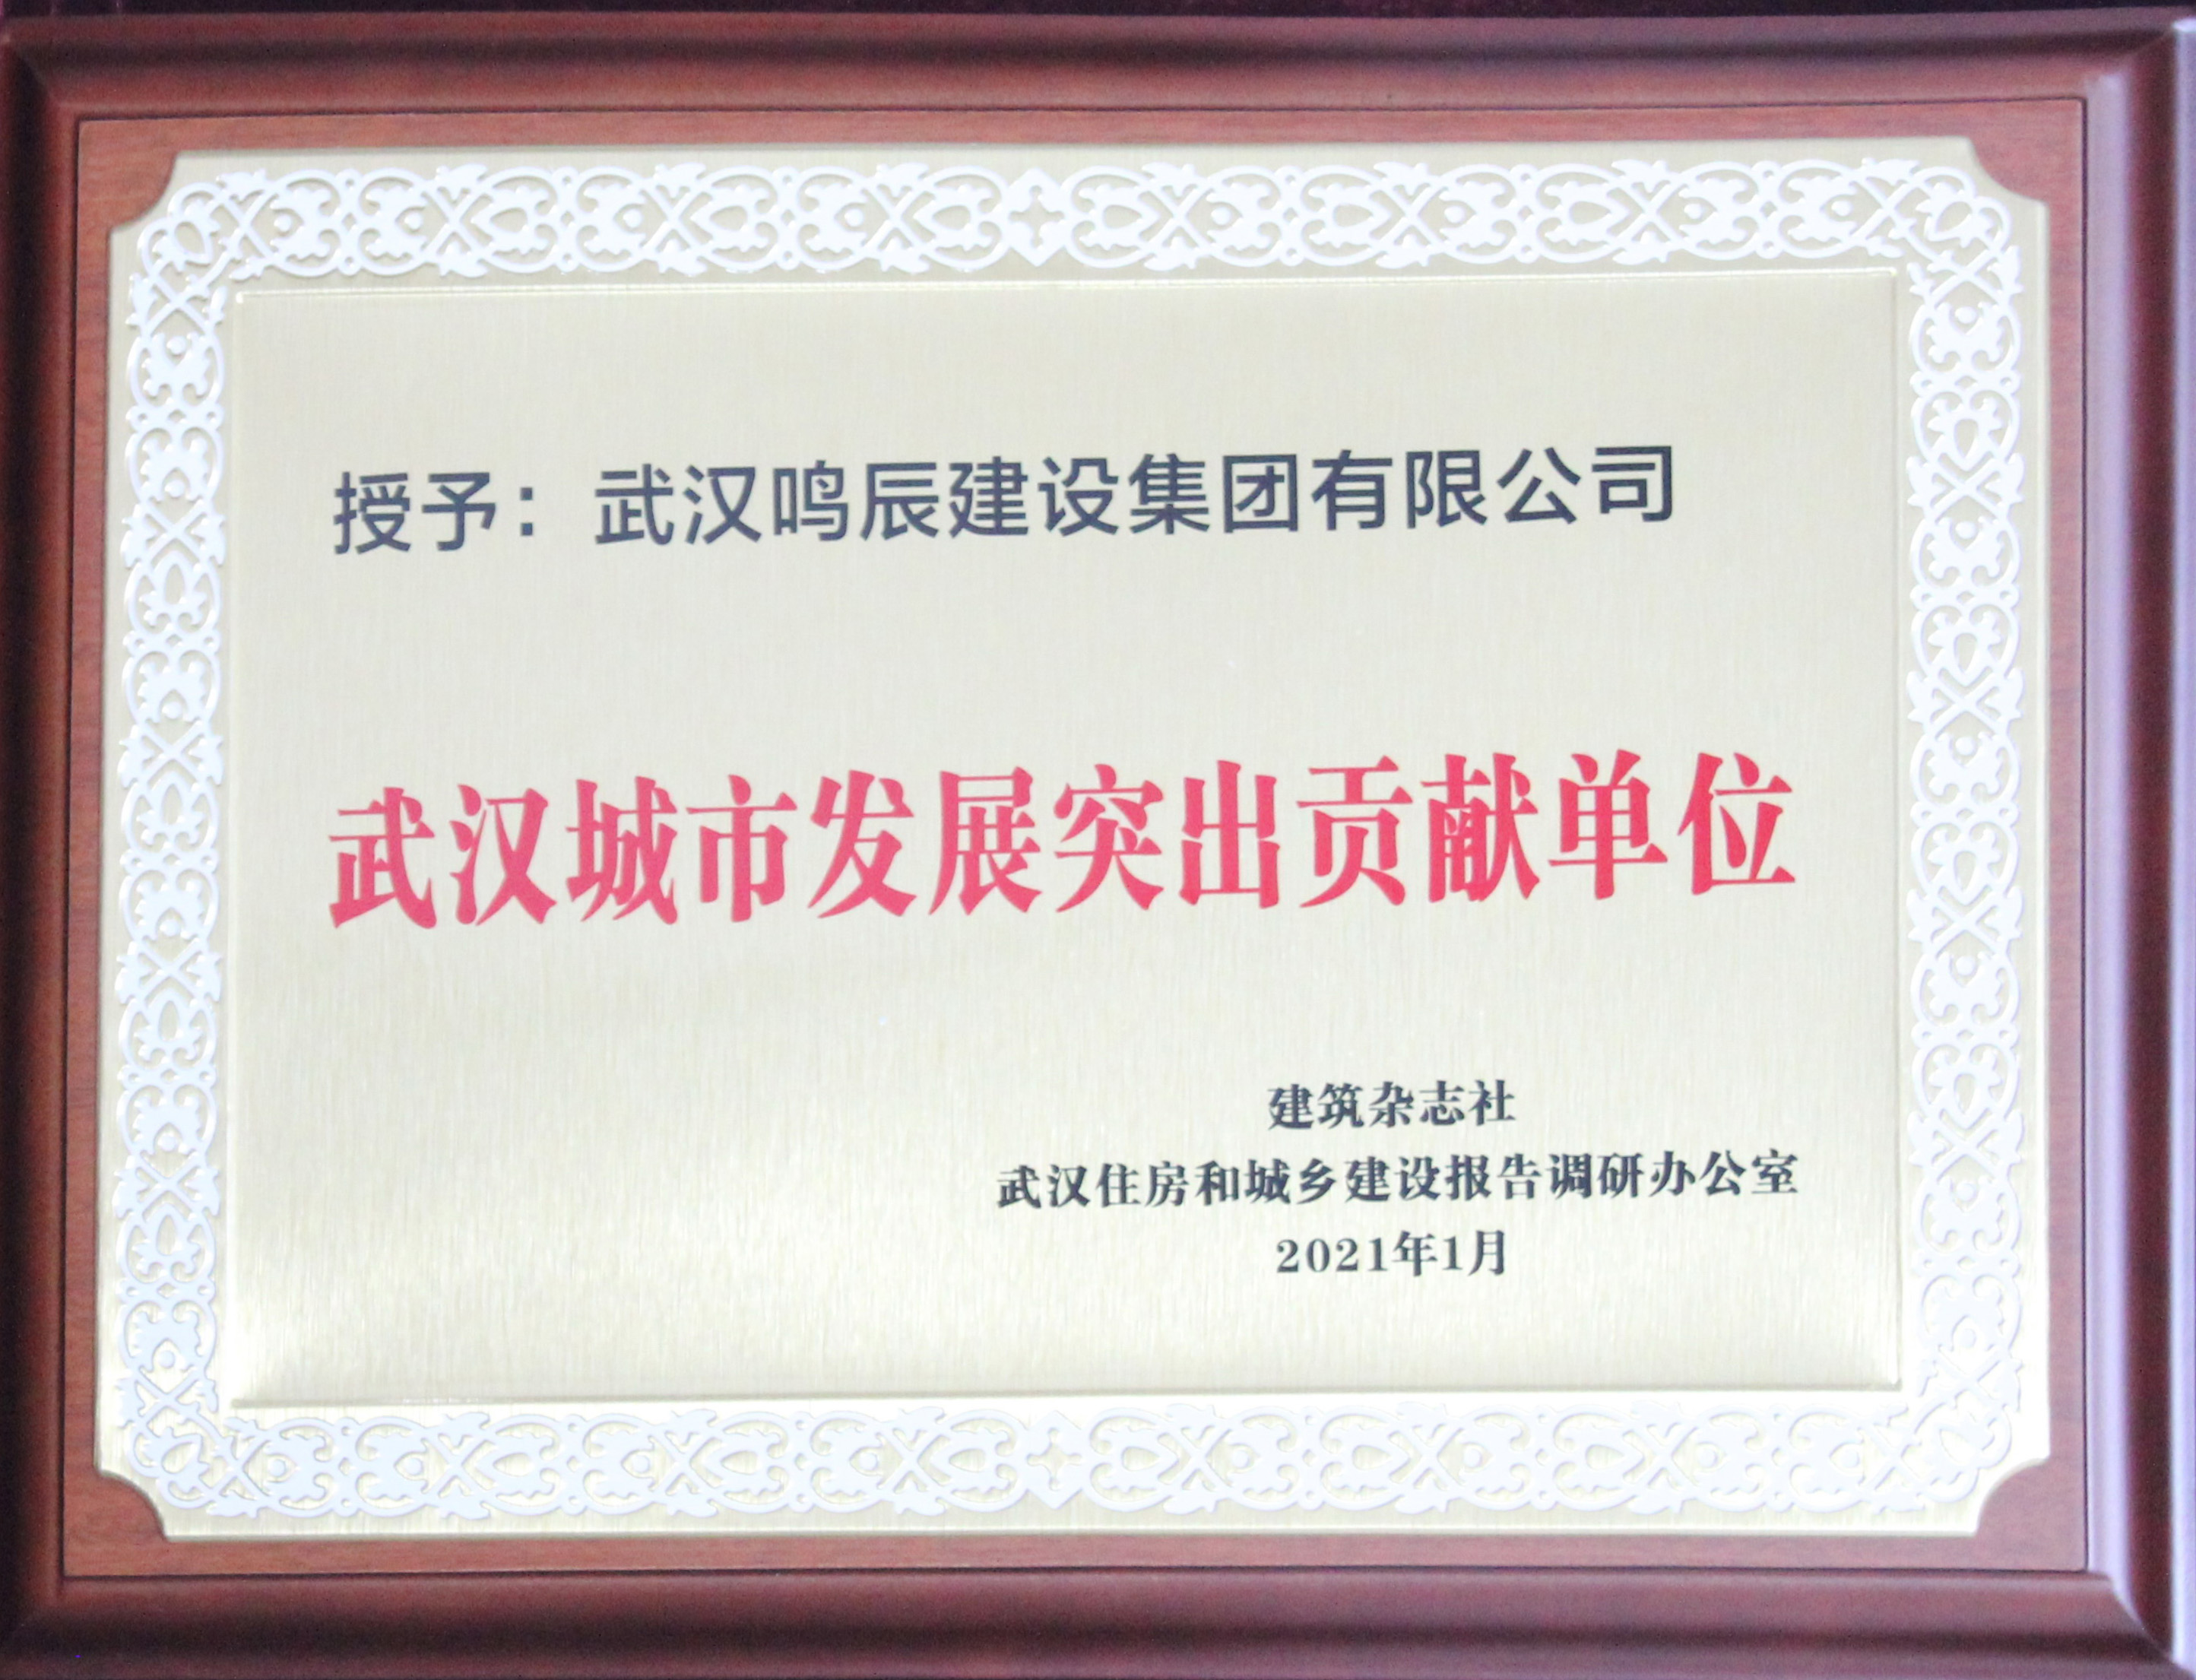 授予：武汉鸣辰建设集团有限公司
武汉城市发展突出贡献单位
建筑杂志社
武汉住房和城乡建设报告调研办公室
2021年1月